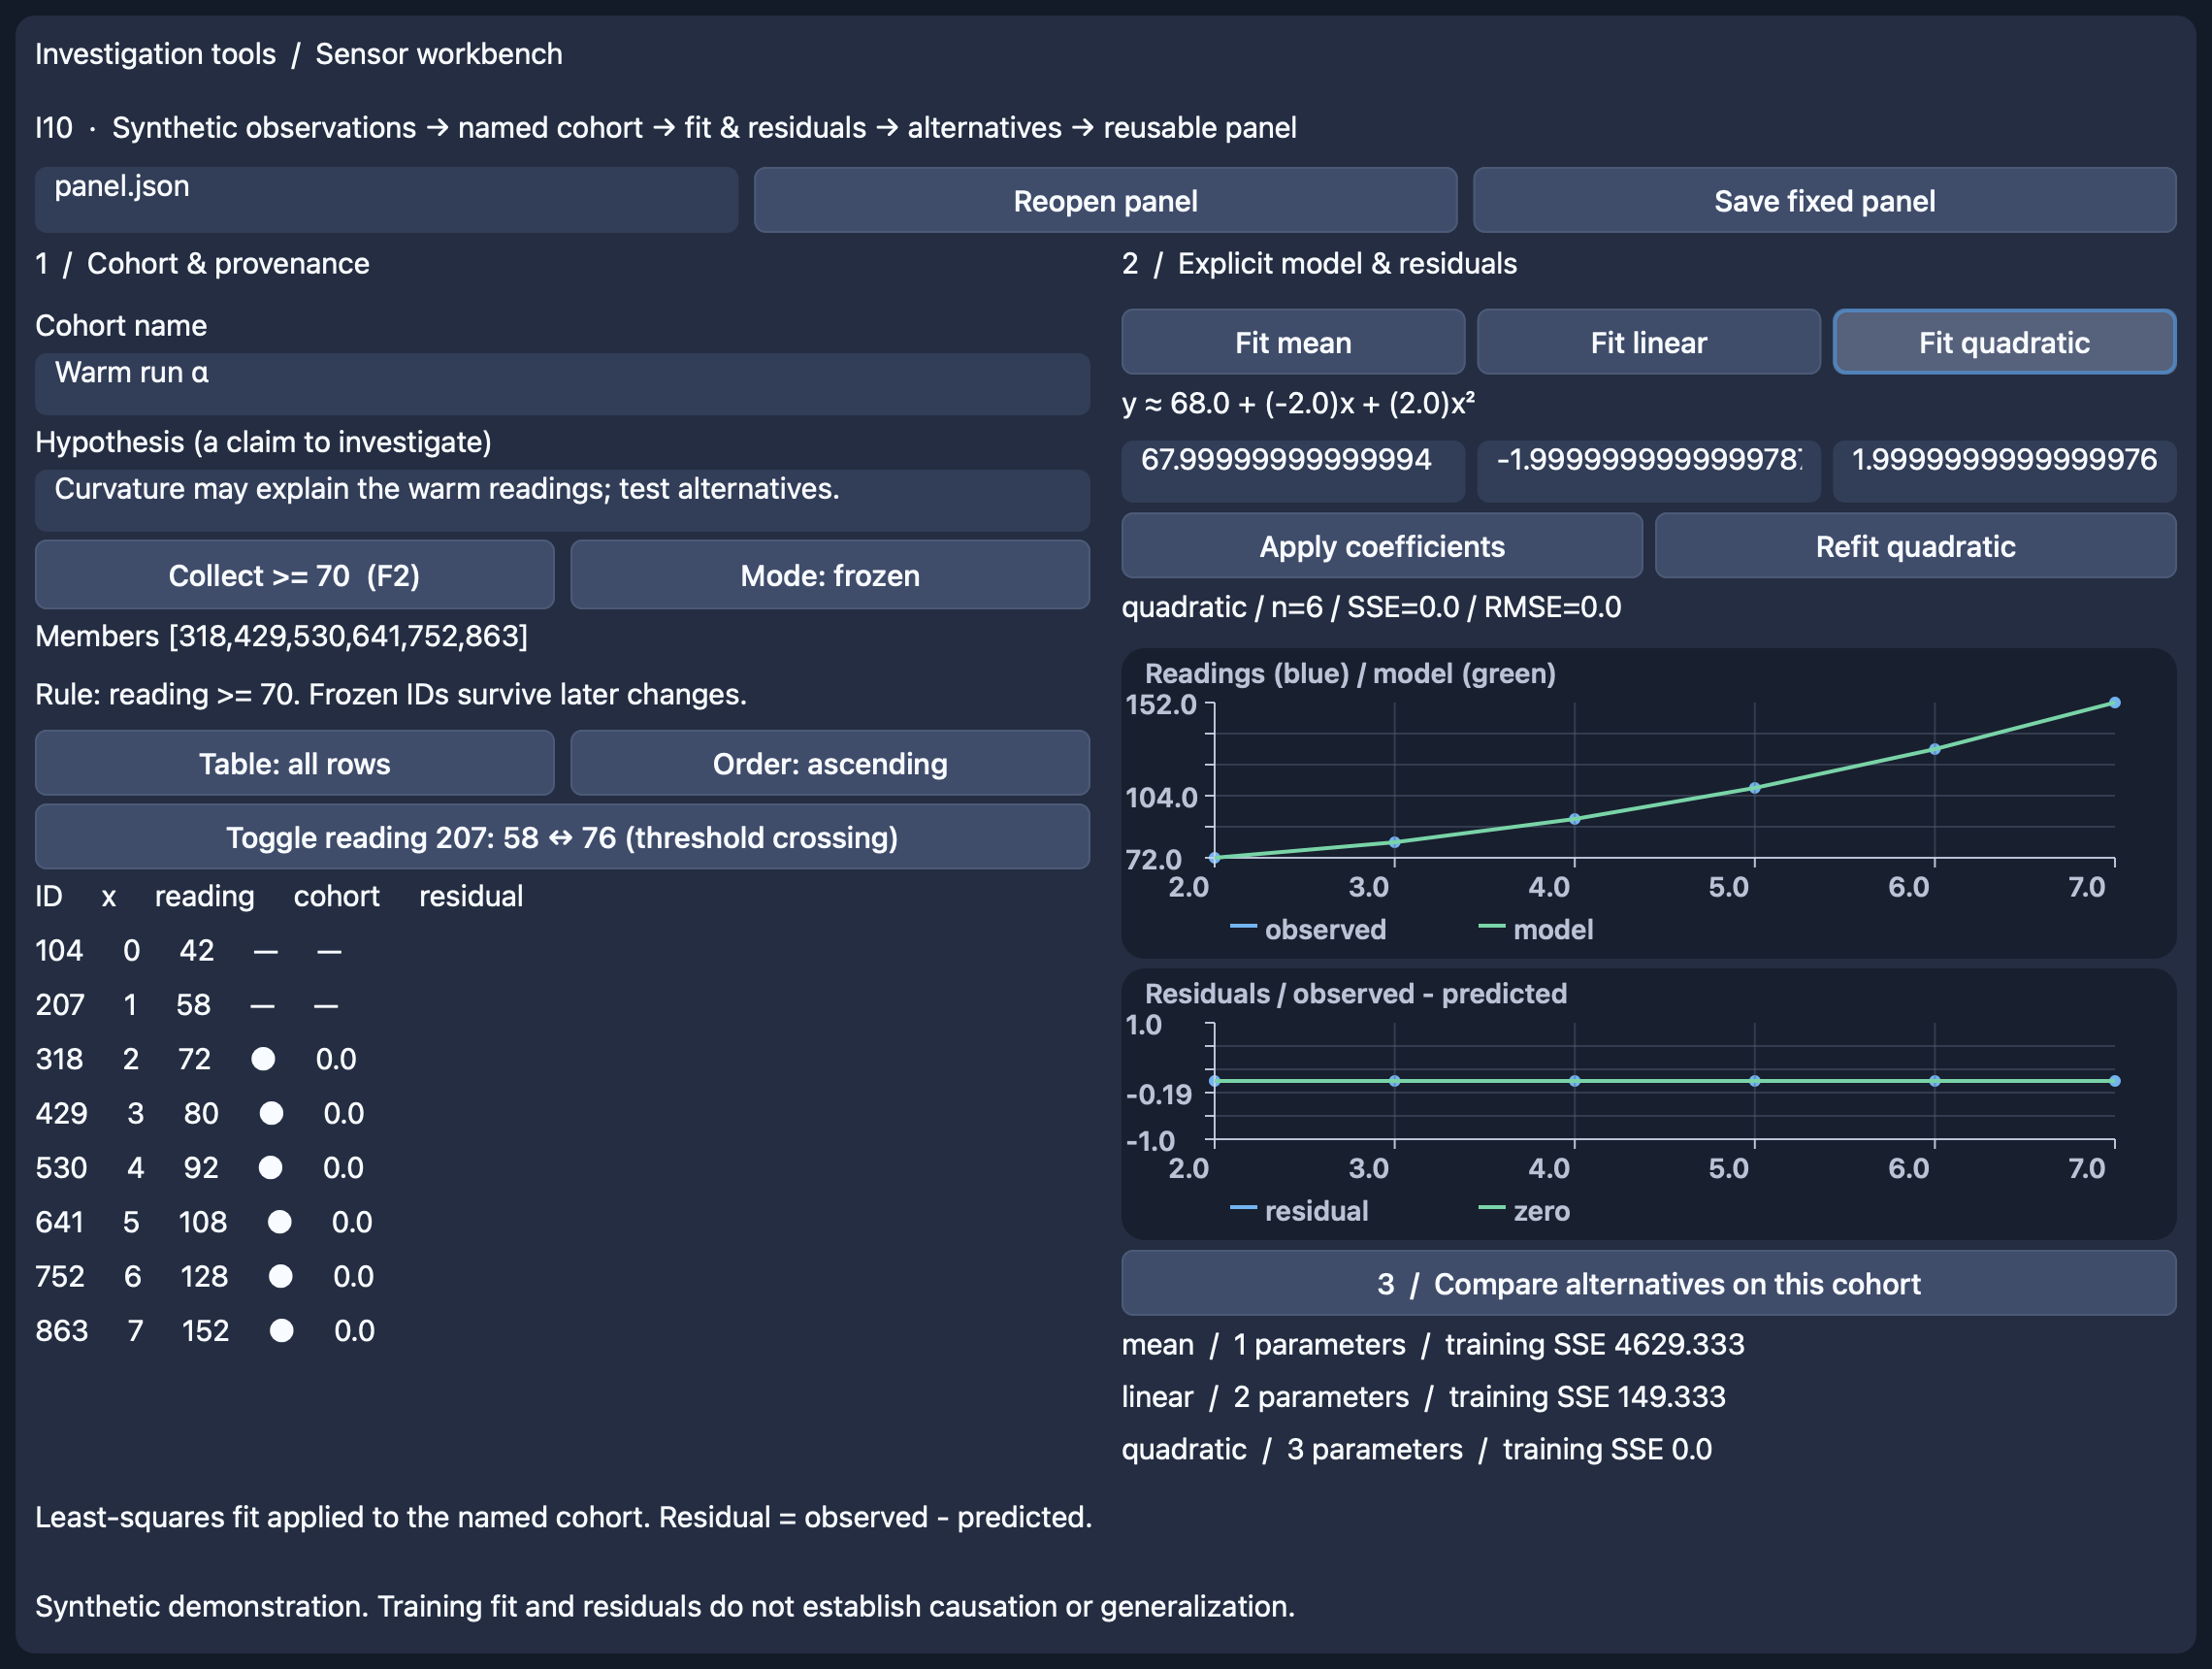 Investigation tools / Sensor workbench
I10 · Synthetic observations → named cohort → fit & residuals → alternatives → reusable panel
panel.json
Reopen panel
Save fixed panel
1 / Cohort & provenance
Cohort name
Warm run α
Hypothesis (a claim to investigate)
Curvature may explain the warm readings; test alternatives.
Collect >= 70 (F2)
Mode: frozen
Members [318,429,530,641,752,863]
Rule: reading >= 70. Frozen IDs survive later changes.
Table: all rows
Order: ascending
Toggle reading 207: 58 ↔ 76 (threshold crossing)
ID x reading cohort residual
104 0 42 — —
207 1 58 — —
318 2 72 ● 0.0
429 3 80 ● 0.0
530 4 92 ● 0.0
641 5 108 ● 0.0
752 6 128 ● 0.0
863 7 152 ● 0.0
2 / Explicit model & residuals
Fit mean
Fit linear
Fit quadratic
y ≈ 68.0 + (-2.0)x + (2.0)x²
67.99999999999994
-1.999999999999978
1.9999999999999976
Apply coefficients
Refit quadratic
quadratic / n=6 / SSE=0.0 / RMSE=0.0
Readings (blue) / model (green)
152.0
104.0
72.0
2.0 3.0 4.0 5.0 6.0 7.0
observed model
Residuals / observed - predicted
1.0
-0.19
-1.0
2.0 3.0 4.0 5.0 6.0 7.0
residual zero
3 / Compare alternatives on this cohort
mean / 1 parameters / training SSE 4629.333
linear / 2 parameters / training SSE 149.333
quadratic / 3 parameters / training SSE 0.0
Least-squares fit applied to the named cohort. Residual = observed - predicted.
Synthetic demonstration. Training fit and residuals do not establish causation or generalization.